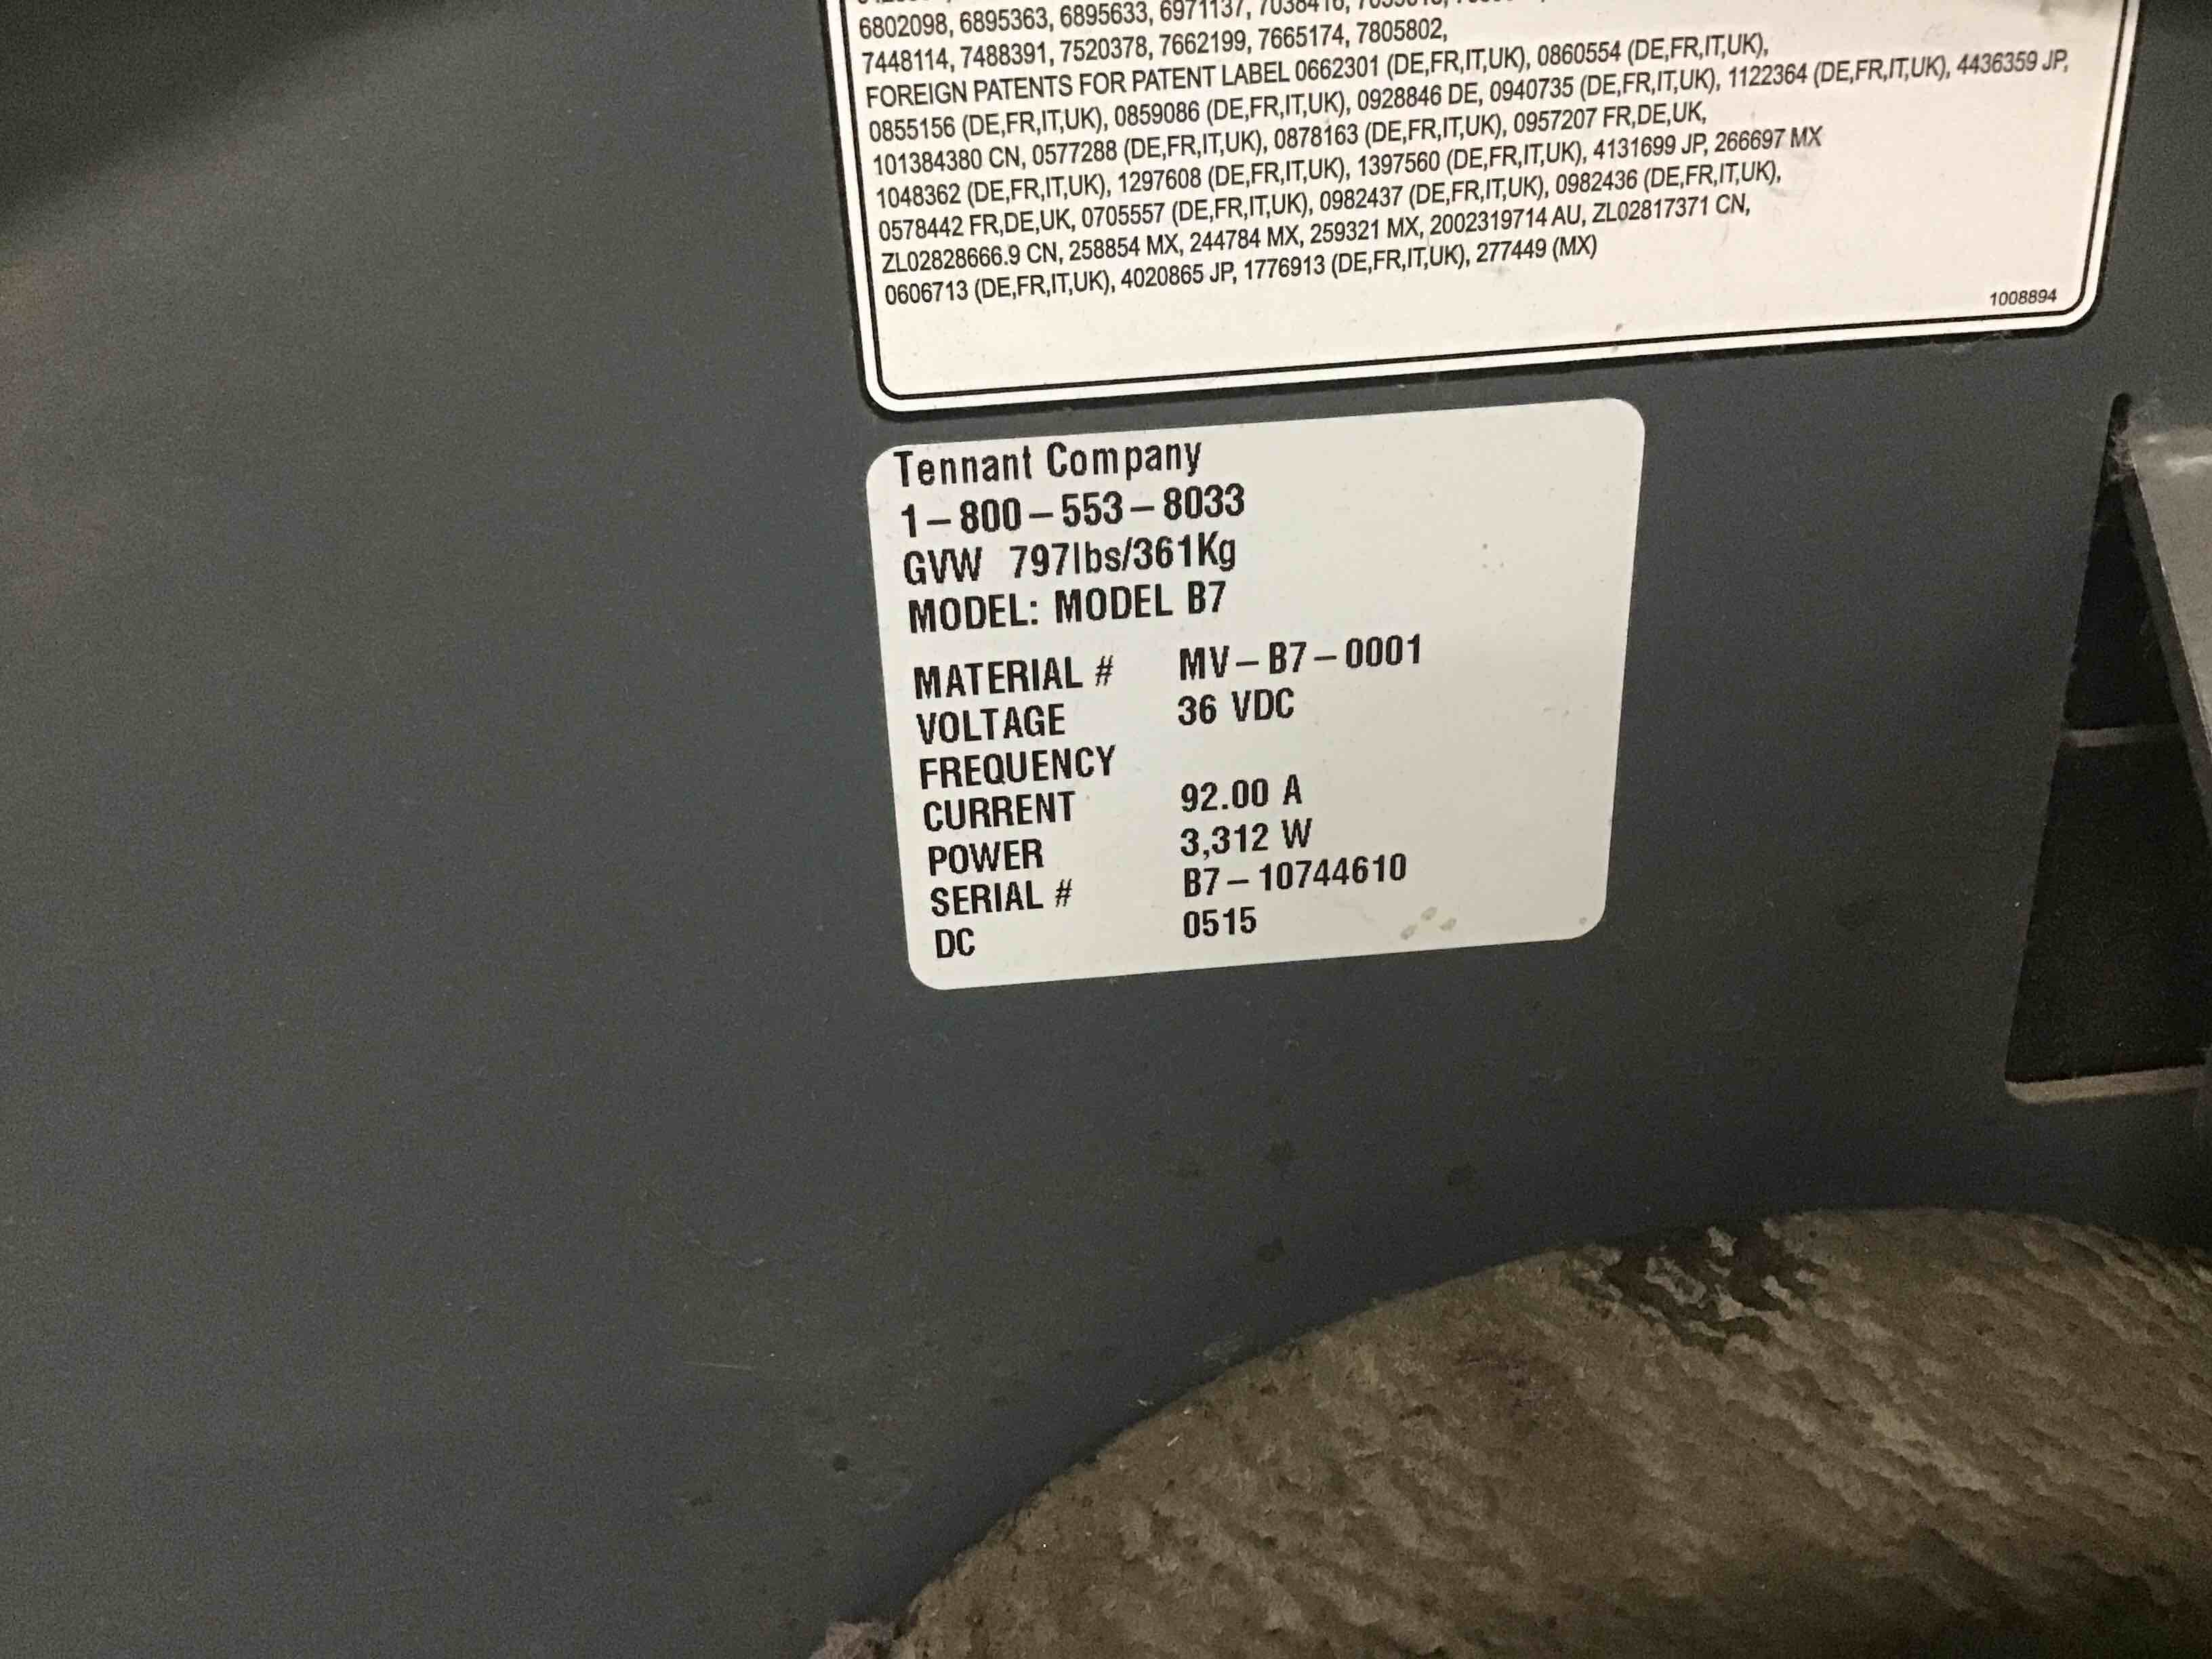 6802098, 6895363, 6895633, 6971137, 7038416,
7448114, 7488391, 7520378, 7662199, 7665174, 7805802,
FOREIGN PATENTS FOR PATENT LABEL 0662301 (DE,FR,IT,UK), 0860554 (DE,FR,IT,UK),
0855156 (DE,FR,IT,UK), 0859086 (DE,FR,IT,UK), 0928846 DE, 0940735 (DE,FR,IT,UK), 1122364 (DE,FR,IT,UK), 4436359 JP,
101384380 CN, 0577288 (DE,FR,IT,UK), 0878163 (DE,FR,IT,UK), 0957207 FR,DE,UK,
1048362 (DE,FR,IT,UK), 1297608 (DE,FR,IT,UK), 1397560 (DE,FR,IT,UK), 4131699 JP, 266697 MX
0578442 FR,DE,UK, 0705557 (DE,FR,IT,UK), 0982437 (DE,FR,IT,UK), 0982436 (DE,FR,IT,UK),
ZL02828666.9 CN, 258854 MX, 244784 MX, 259321 MX, 2002319714 AU, ZL02817371 CN,
0606713 (DE,FR,IT,UK), 4020865 JP, 1776913 (DE,FR,IT,UK), 277449 (MX)
1008894
Tennant Company
1-800-553-8033
GVW 797lbs/361Kg
MODEL: MODEL B7
MATERIAL # MV-B7-0001
VOLTAGE 36 VDC
FREQUENCY
CURRENT 92.00 A
POWER 3,312 W
SERIAL # B7-10744610
DC 0515